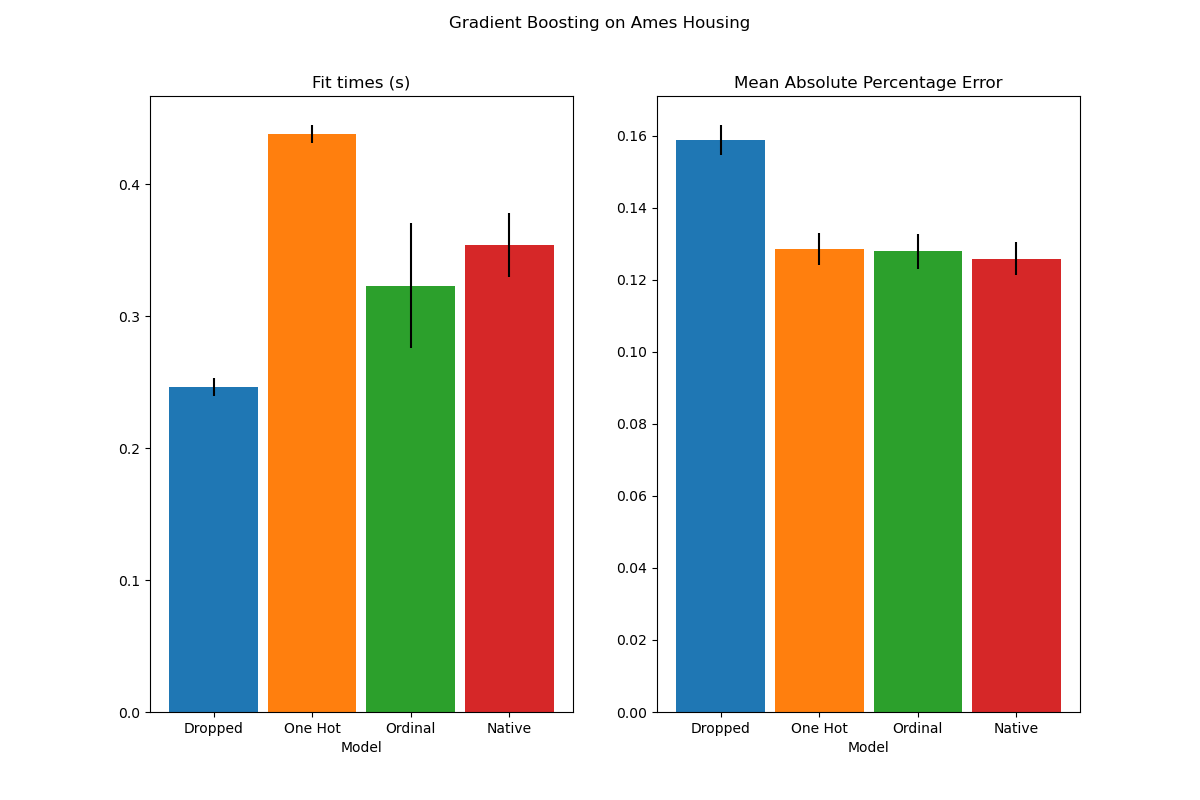 Gradient Boosting on Ames Housing
Fit times (s)
0.4
0.3
0.2
0.1
0.0
Dropped One Hot Ordinal Native
Model
Mean Absolute Percentage Error
0.16
0.14
0.12
0.10
0.08
0.06
0.04
0.02
0.00
Dropped One Hot Ordinal Native
Model